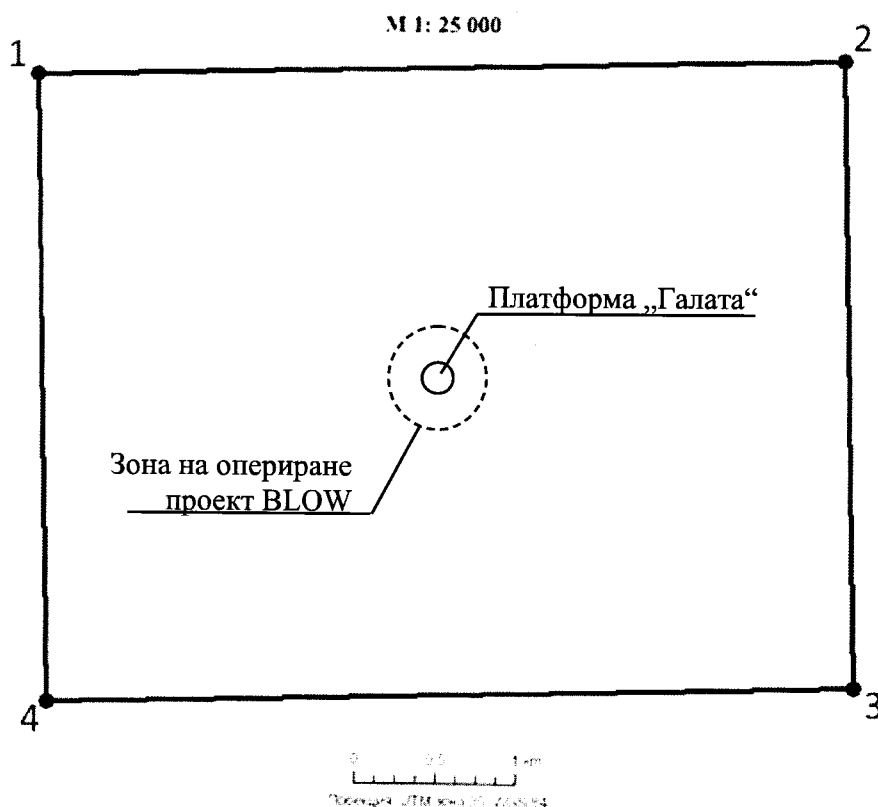 М 1: 25 000
1
2
Платформа „Галата“
Зона на опериране
проект BLOW
4
3
0 0.5 1 km